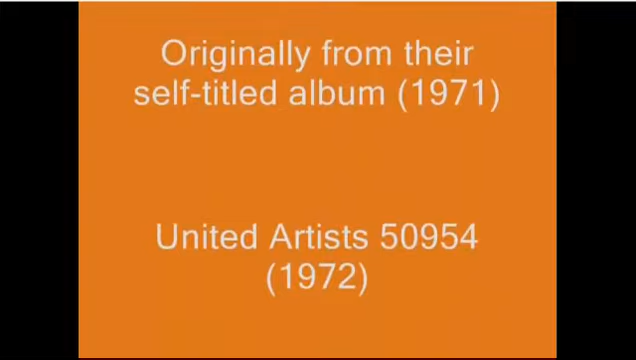 Originally from their
self-titled album (1971)
United Artists 50954
(1972)